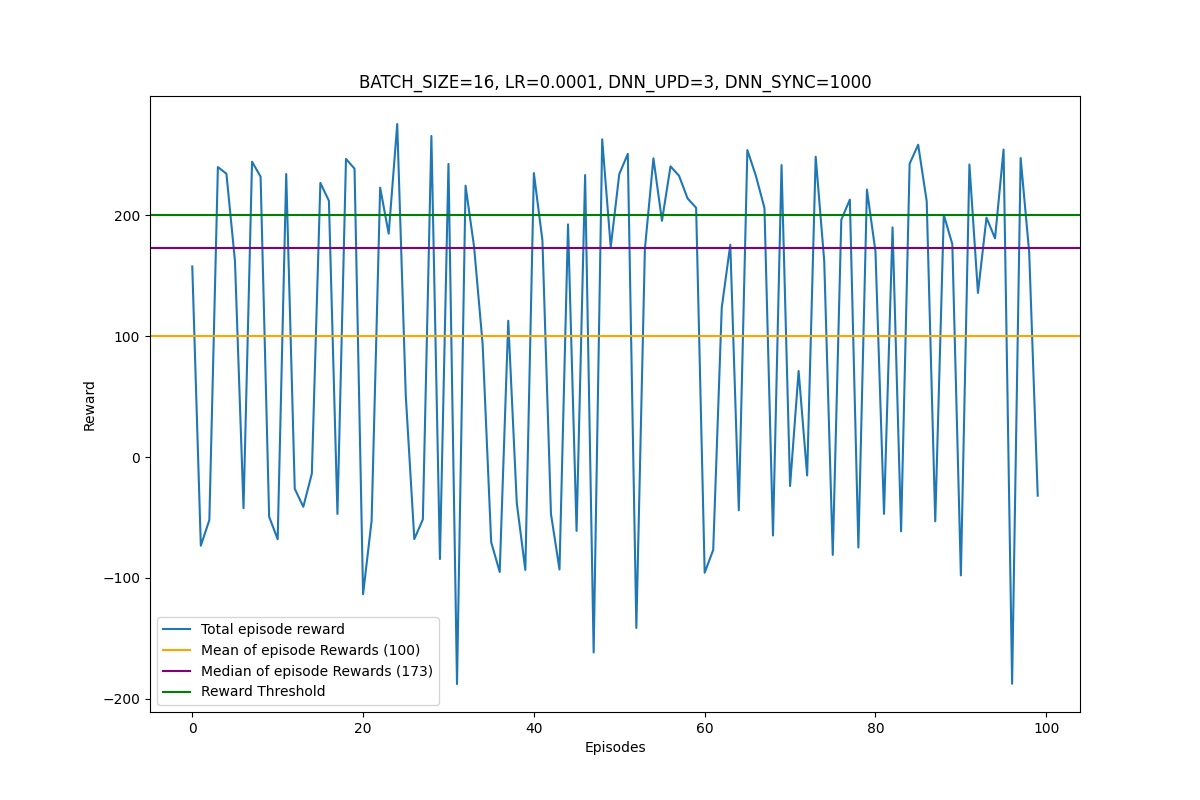 BATCH_SIZE=16, LR=0.0001, DNN_UPD=3, DNN_SYNC=1000
Reward
200
100
0
−100
−200
Total episode reward
Mean of episode Rewards (100)
Median of episode Rewards (173)
Reward Threshold
0 20 40 60 80 100
Episodes